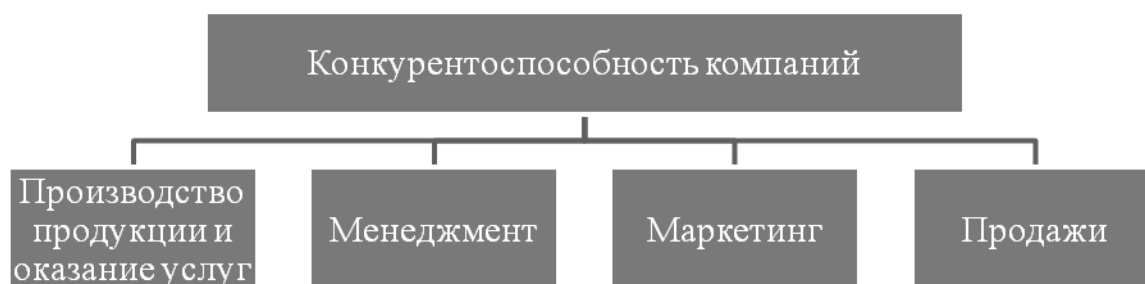 Конкурентоспособность компаний
Производство
продукции и
оказание услуг
Менеджмент
Маркетинг
Продажи